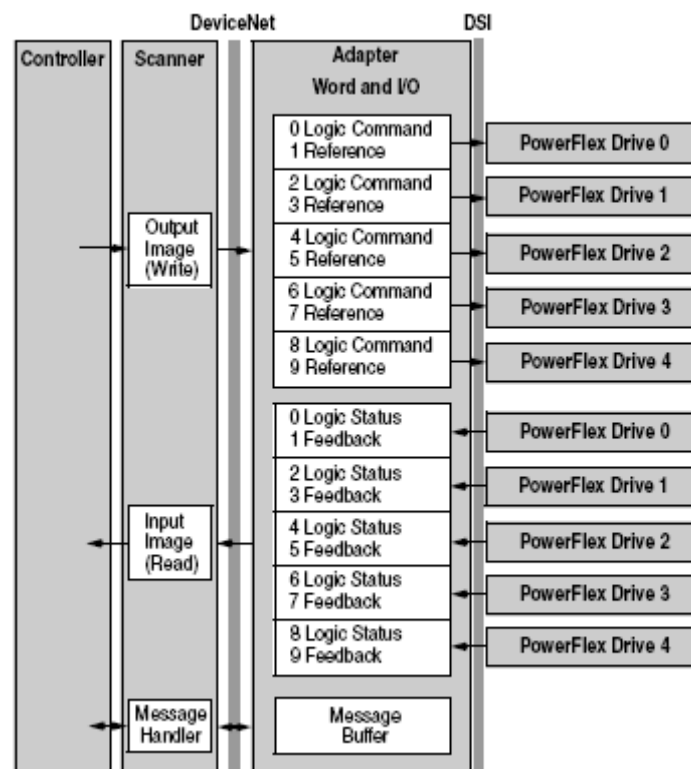 DeviceNet
DSI
Controller
Scanner
Adapter
Word and I/O
0 Logic Command
1 Reference
PowerFlex Drive 0
2 Logic Command
3 Reference
PowerFlex Drive 1
Output
Image
(Write)
4 Logic Command
5 Reference
PowerFlex Drive 2
6 Logic Command
7 Reference
PowerFlex Drive 3
8 Logic Command
9 Reference
PowerFlex Drive 4
0 Logic Status
1 Feedback
PowerFlex Drive 0
2 Logic Status
3 Feedback
PowerFlex Drive 1
Input
Image
(Read)
4 Logic Status
5 Feedback
PowerFlex Drive 2
6 Logic Status
7 Feedback
PowerFlex Drive 3
8 Logic Status
9 Feedback
PowerFlex Drive 4
Message
Handler
Message
Buffer